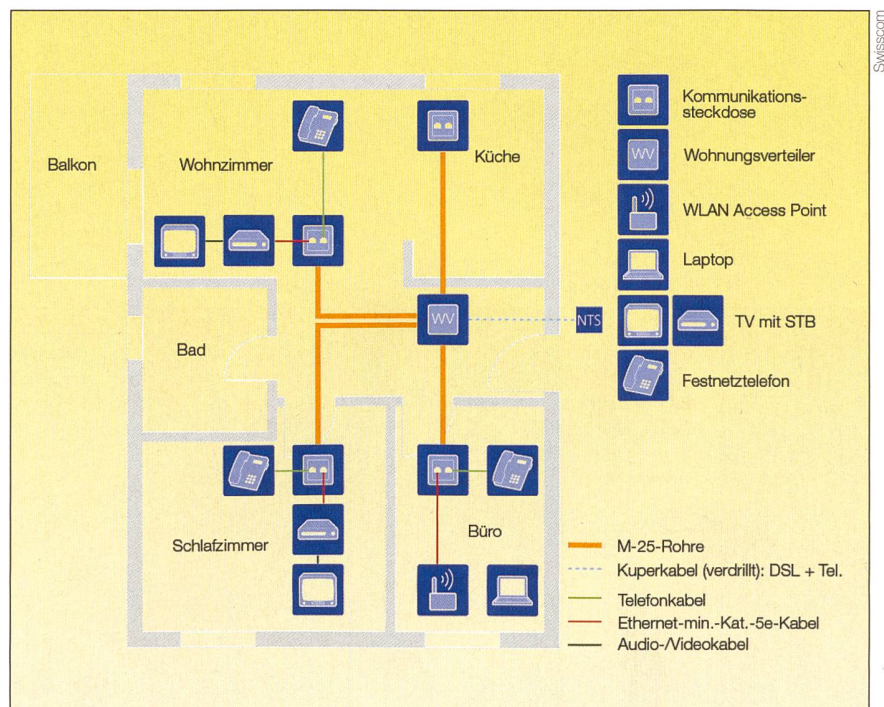 Swisscom
Balkon
Wohnzimmer
Küche
Bad
WV
NTS
Schlafzimmer
Büro
Kommunikations-
steckdose
WV
Wohnungsverteiler
WLAN Access Point
Laptop
TV mit STB
Festnetztelefon
M-25-Rohre
Kuperkabel (verdrillt): DSL + Tel.
Telefonkabel
Ethernet-min.-Kat.-5e-Kabel
Audio-/Videokabel